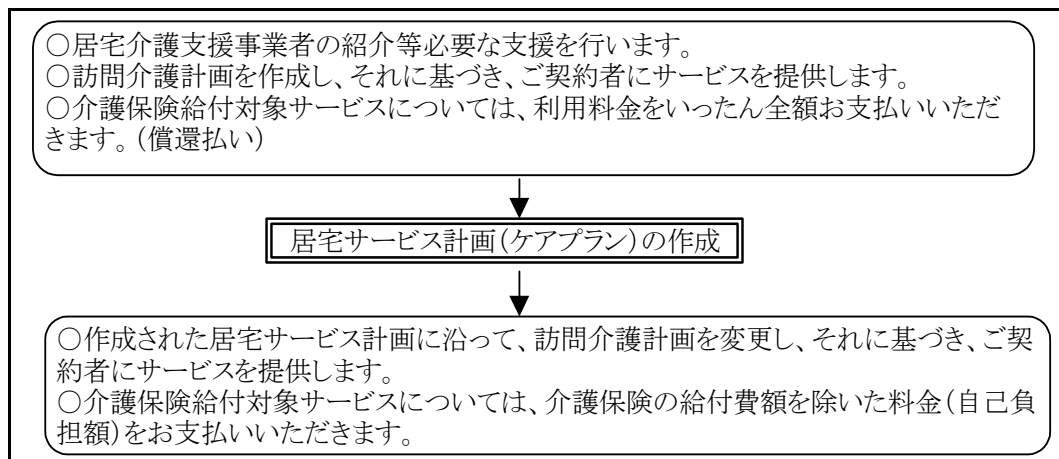 ○居宅介護支援事業者の紹介等必要な支援を行います。
○訪問介護計画を作成し、それに基づき、ご契約者にサービスを提供します。
○介護保険給付対象サービスについては、利用料金をいったん全額お支払いいただ
きます。（償還払い）
居宅サービス計画（ケアプラン）の作成
○作成された居宅サービス計画に沿って、訪問介護計画を変更し、それに基づき、ご契
約者にサービスを提供します。
○介護保険給付対象サービスについては、介護保険の給付費額を除いた料金（自己負
担額）をお支払いいただきます。